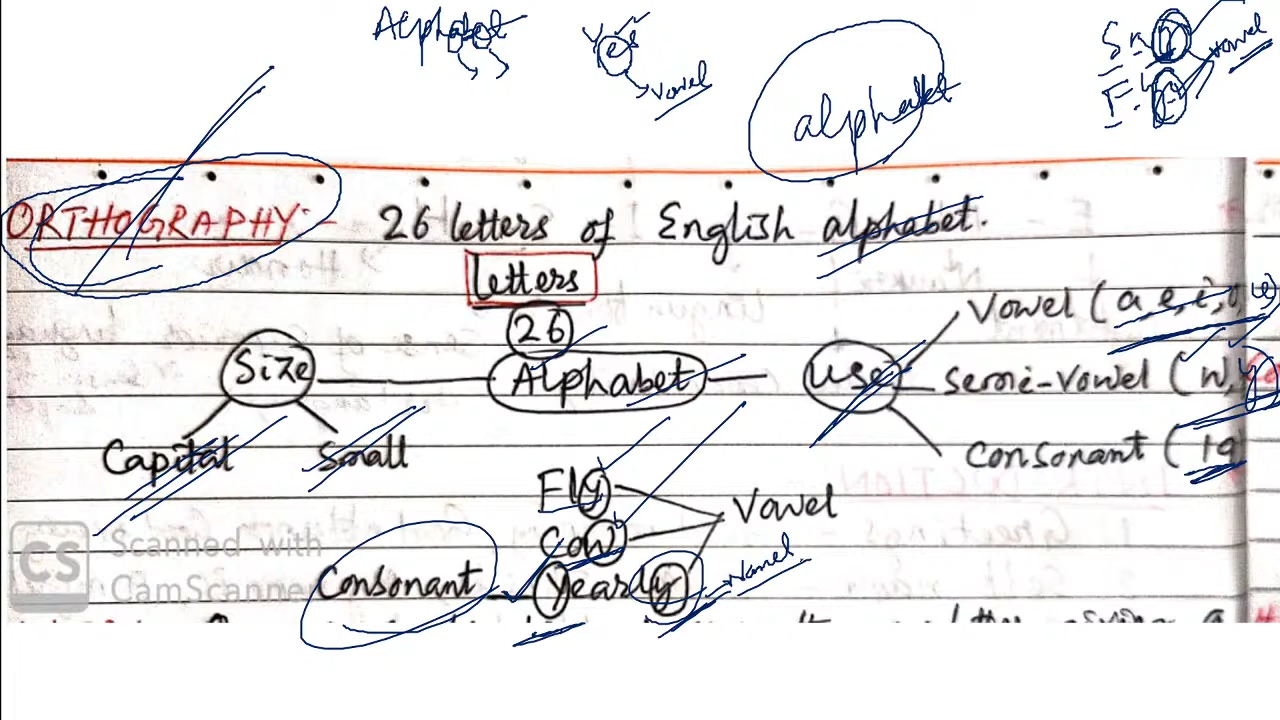 Alphabet Yes
Vowel
alphabet
Vowel
ORTHOGRAPHY:- 26 letters of English alphabet.
letters
26
Size Alphabet Use
Vowel (a, e, i, o, u)
Semi-Vowel (w, y)
Consonant (19)
Capital Small
Fly
Cow
Vowel
Consonant Yearly Vowel
CS Scanned with
CamScanner